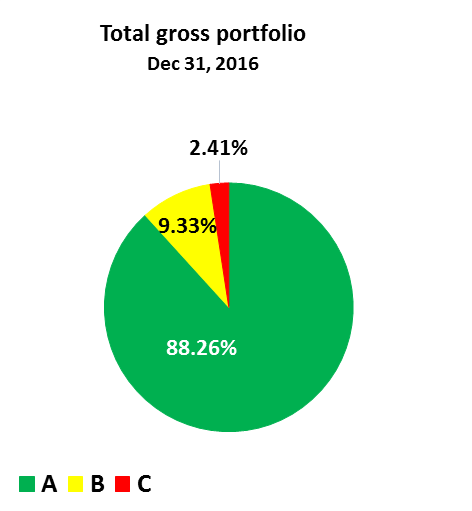 Total gross portfolio
Dec 31, 2016
2.41%
9.33%
88.26%
A B C